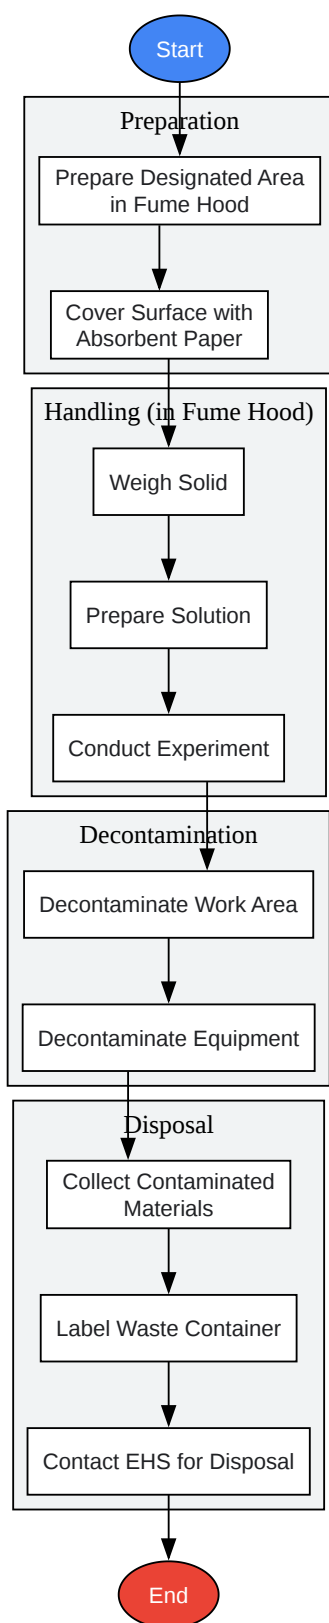 Start
Preparation
Prepare Designated Area
in Fume Hood
Cover Surface with
Absorbent Paper
Handling (in Fume Hood)
Weigh Solid
Prepare Solution
Conduct Experiment
Decontamination
Decontaminate Work Area
Decontaminate Equipment
Disposal
Collect Contaminated
Materials
Label Waste Container
Contact EHS for Disposal
End